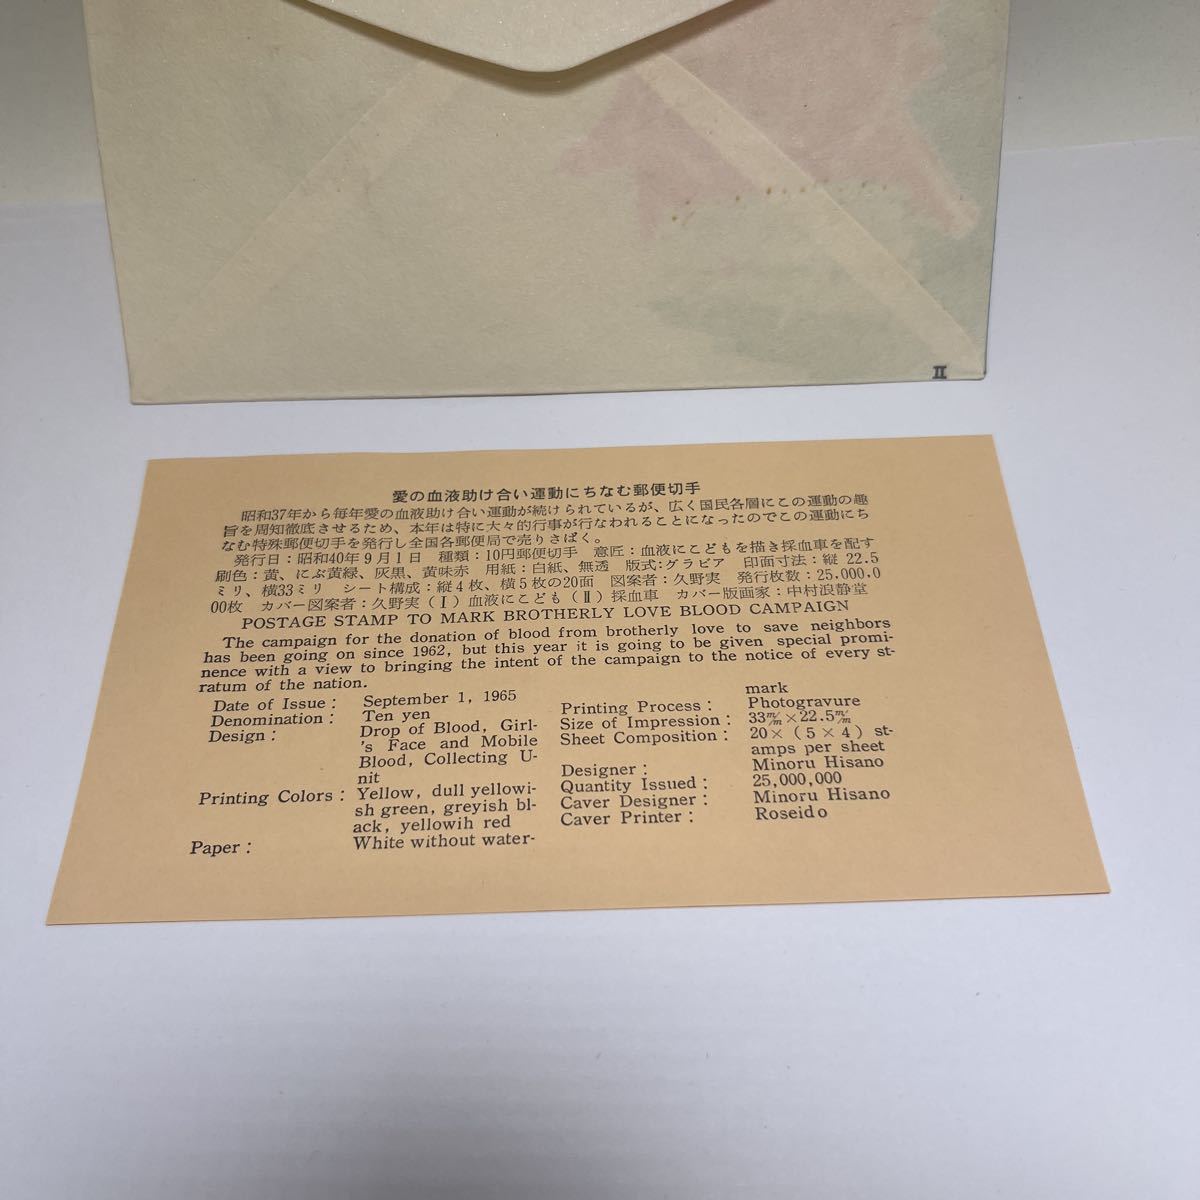 Ⅱ
愛の血液助け合い運動にちなむ郵便切手
昭和37年から毎年愛の血液助け合い運動が続けられているが、広く国民各層にこの運動の趣
旨を周知徹底させるため、本年は特に大々的行事が行なわれることになったのでこの運動にち
なむ特殊郵便切手を発行し全国各郵便局で売りさばく。
発行日：昭和40年9月1日 種類：10円郵便切手 意匠：血液にこどもを描き採血車を配す
刷色：黄、にぶ黄緑、灰黒、黄味赤 用紙：白紙、無透 版式：グラビア 印面寸法：縦 22.5
ミリ、横33ミリ シート構成：縦4枚、横5枚の20面 図案者：久野実 発行枚数：25,000,0
00枚 カバー図案者：久野実（Ⅰ）血液にこども（Ⅱ）採血車 カバー版画家：中村浪静堂
POSTAGE STAMP TO MARK BROTHERLY LOVE BLOOD CAMPAIGN
The campaign for the donation of blood from brotherly love to save neighbors
has been going on since 1962, but this year it is going to be given special promi-
nence with a view to bringing the intent of the campaign to the notice of every st-
ratum of the nation.
Date of Issue : September 1, 1965
Denomination : Ten yen
Design : Drop of Blood, Girl-
's Face and Mobile
Blood, Collecting U-
nit
Printing Colors : Yellow, dull yellowi-
sh green, greyish bl-
ack, yellowih red
Paper : White without water-
mark
Printing Process : Photogravure
Size of Impression : 33m/m×22.5m/m
Sheet Composition : 20×(5×4) st-
amps per sheet
Designer : Minoru Hisano
Quantity Issued : 25,000,000
Caver Designer : Minoru Hisano
Caver Printer : Roseido